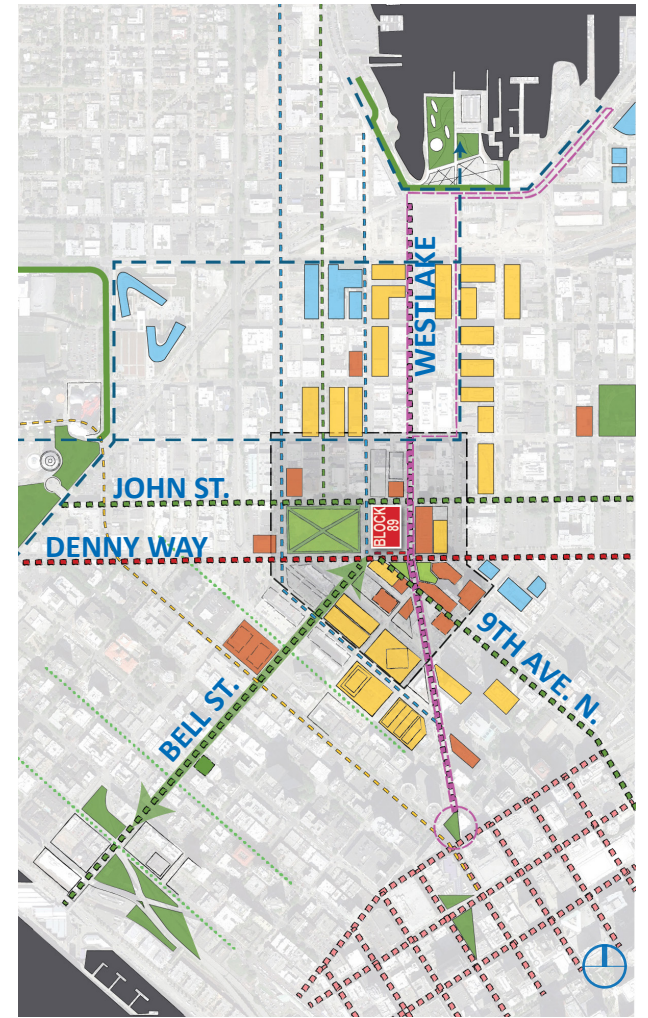 WESTLAKE
JOHN ST.
BLOCK
89
DENNY WAY
9TH AVE. N.
BELL ST.